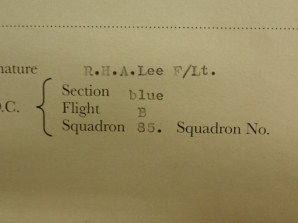 nature R.H.A.Lee F/Lt.
Section blue
O.C. Flight B
Squadron 85. Squadron No.